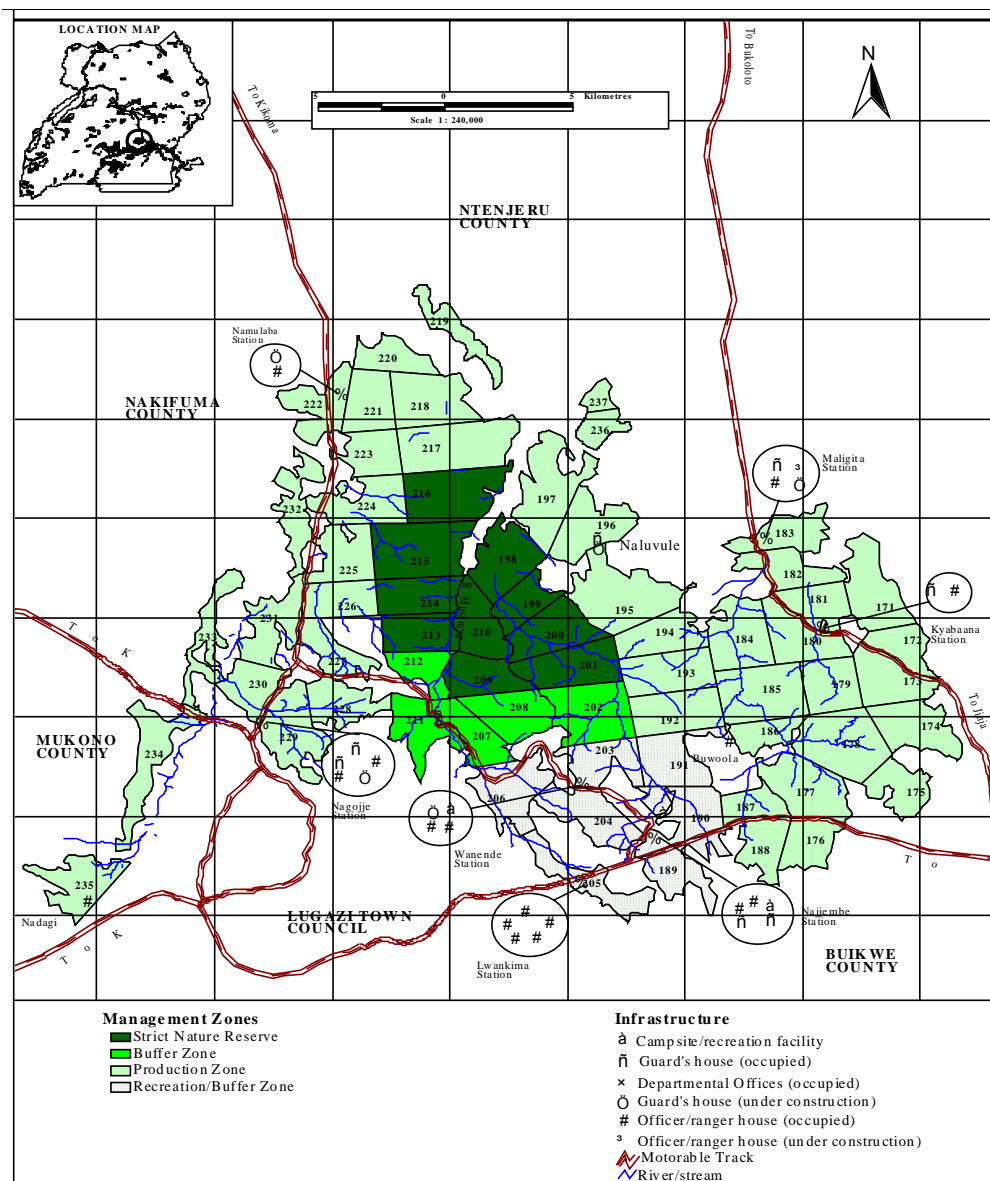 LOCATION MAP
To Kikoma
To Bukoloto
N
5 0 5 Kilometres
Scale 1 : 240,000
NTENJERU
COUNTY
219
Namulaba
Station
Ö
#
%
220
222
221
218
237
236
NAKIFUMA
COUNTY
223
217
Maligita
Station
ñ ³
# Ö
216
197
224
232
196
ñ
Ö
Naluvule
%
183
215
198
225
182
181
171
ñ #
Kyabaana
Station
226
214
R. Musamya
199
195
231
213
210
200
194
184
180
172
233
227
212
209
201
193
179
173
To K
230
185
To Jinja
228
211
208
202
192
186
174
MUKONO
COUNTY
234
229
207
203
#
178
191
Buwoola
ñ ñ #
# Ö
Nagojje
Station
206
%
177
175
Ö à
# #
Wanende
Station
204
à
190
187
%
188
176
To
235
#
Nadagi
%
205
189
LUGAZI TOWN
COUNCIL
# # à
ñ ñ
Najjembe
Station
# # #
# #
Lwankima
Station
To K
BUIKWE
COUNTY
Management Zones
Strict Nature Reserve
Buffer Zone
Production Zone
Recreation/Buffer Zone
Infrastructure
à Campsite/recreation facility
ñ Guard's house (occupied)
× Departmental Offices (occupied)
Ö Guard's house (under construction)
# Officer/ranger house (occupied)
³ Officer/ranger house (under construction)
Motorable Track
River/stream